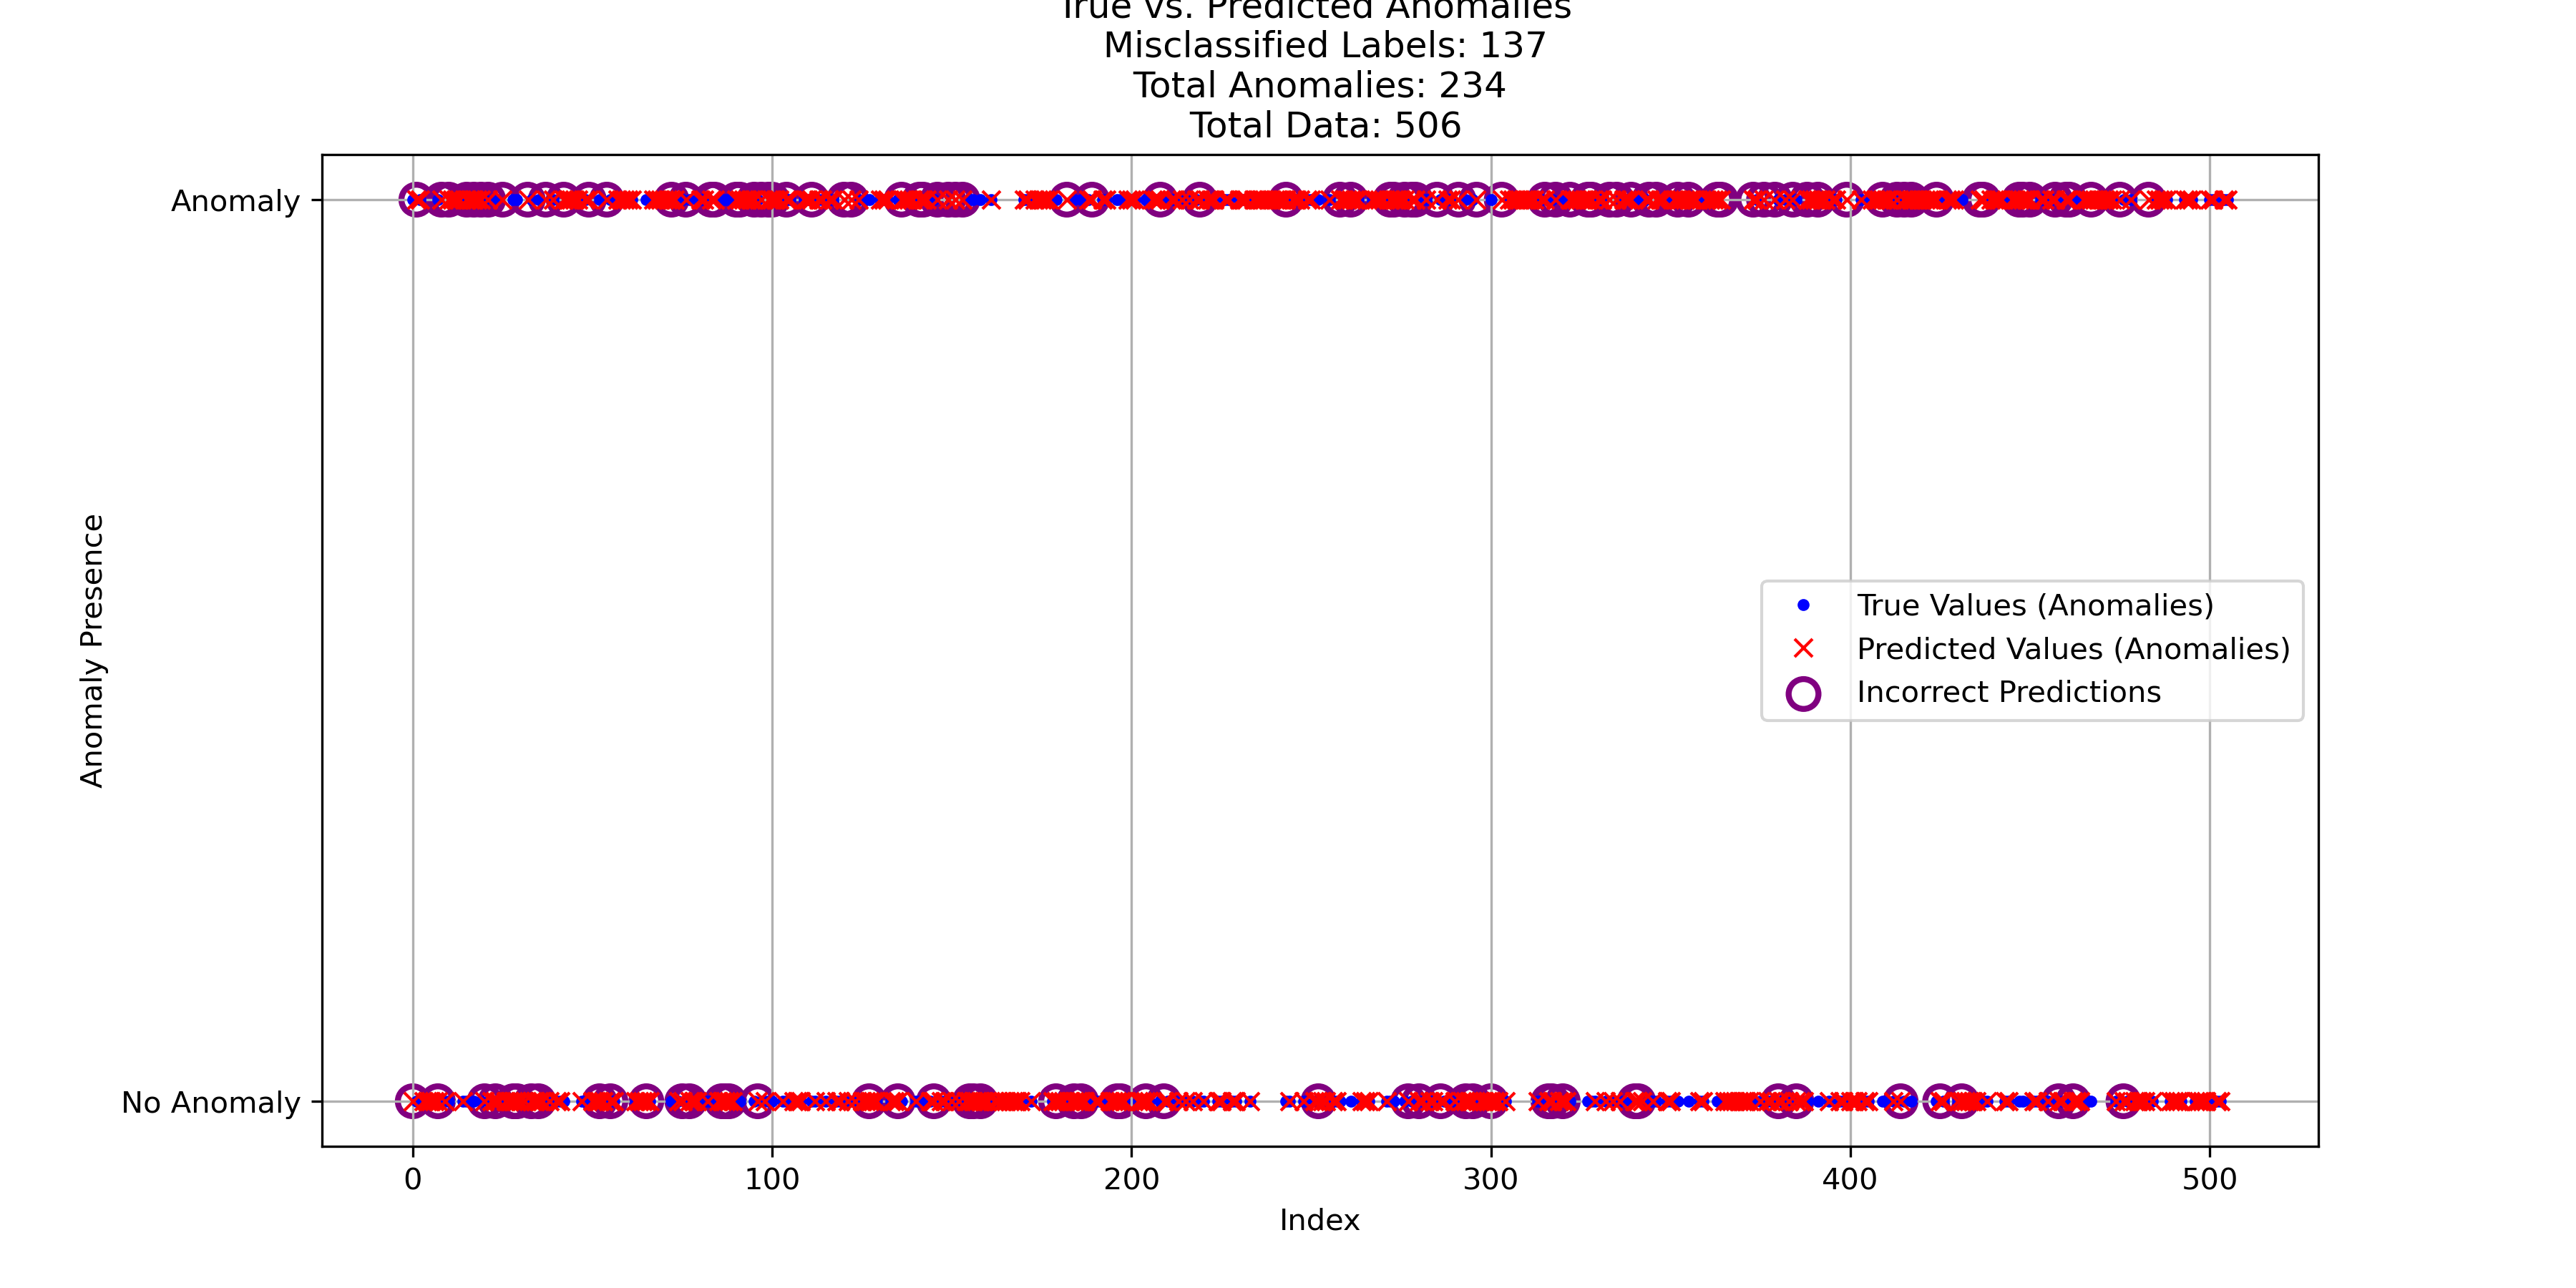 True vs. Predicted Anomalies
Misclassified Labels: 137
Total Anomalies: 234
Total Data: 506
Anomaly
Anomaly Presence
True Values (Anomalies)
Predicted Values (Anomalies)
Incorrect Predictions
No Anomaly
0 100 200 300 400 500
Index